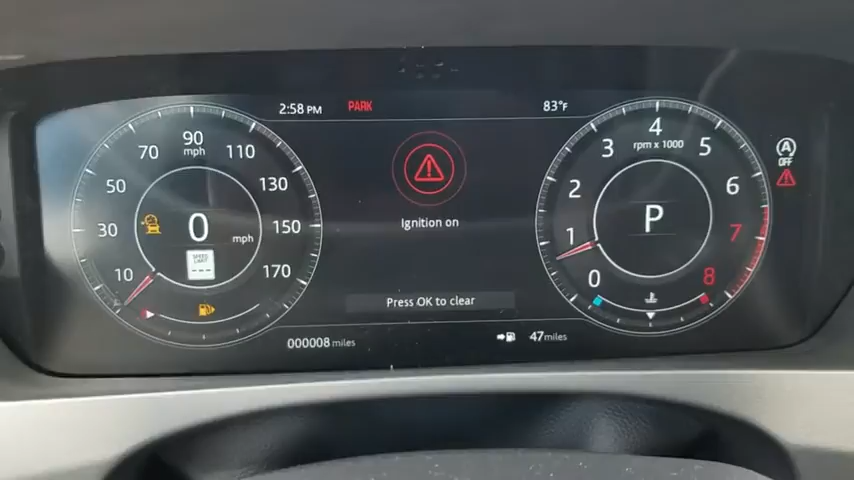 2:58 PM PARK 83°F
90
mph
70 110
50 130
30 150
10 170
0 mph
SPEED
LIMIT
---
Ignition on
Press OK to clear
000008 miles
47 miles
4
rpm x 1000
3 5
2 6
1 7
0 8
P
A
OFF